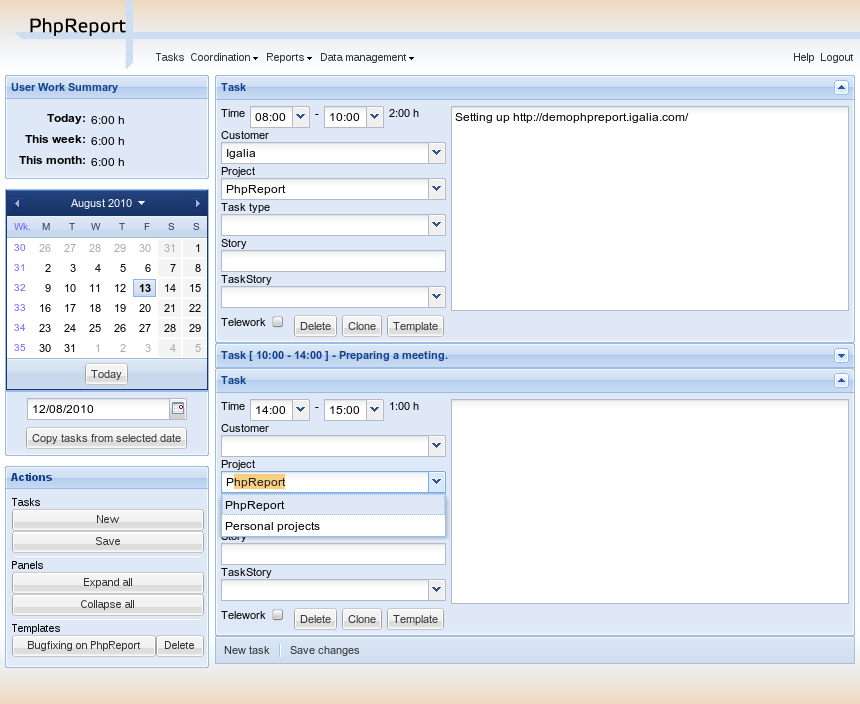 PhpReport
Tasks Coordination Reports Data management Help Logout
User Work Summary
Today: 6:00 h
This week: 6:00 h
This month: 6:00 h
August 2010
Wk. M T W T F S S
30 26 27 28 29 30 31 1
31 2 3 4 5 6 7 8
32 9 10 11 12 13 14 15
33 16 17 18 19 20 21 22
34 23 24 25 26 27 28 29
35 30 31 1 2 3 4 5
Today
12/08/2010
Copy tasks from selected date
Actions
Tasks
New
Save
Panels
Expand all
Collapse all
Templates
Bugfixing on PhpReport Delete
Task
Time 08:00 - 10:00 2:00 h
Customer
Igalia
Project
PhpReport
Task type
Story
TaskStory
Telework Delete Clone Template
Setting up http://demophpreport.igalia.com/
Task [ 10:00 - 14:00 ] - Preparing a meeting.
Task
Time 14:00 - 15:00 1:00 h
Customer
Project
PhpReport
PhpReport
Personal projects
Story
TaskStory
Telework Delete Clone Template
New task Save changes